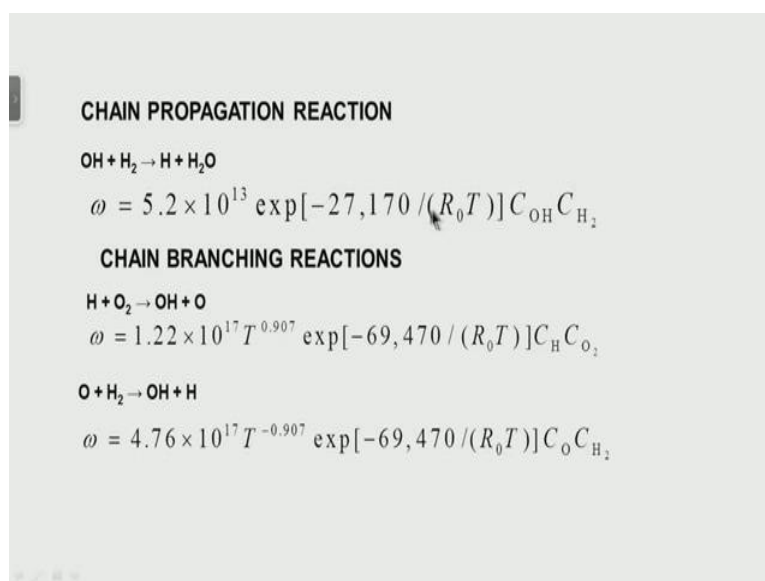 CHAIN PROPAGATION REACTION
OH + H₂ → H + H₂O
ω = 5.2 × 10¹³ exp[−27,170 /(R₀T )] C_OH C_H₂
CHAIN BRANCHING REACTIONS
H + O₂ → OH + O
ω = 1.22 × 10¹⁷ T^0.907 exp[−69,470 / (R₀T )]C_H C_O₂
O + H₂ → OH + H
ω = 4.76 × 10¹⁷ T^−0.907 exp[−69,470 /(R₀T )] C_O C_H₂